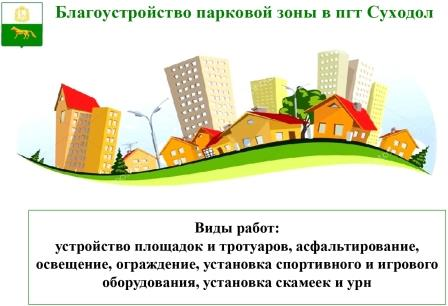 Благоустройство парковой зоны в пгт Суходол
Виды работ:
устройство площадок и тротуаров, асфальтирование,
освещение, ограждение, установка спортивного и игрового
оборудования, установка скамеек и урн